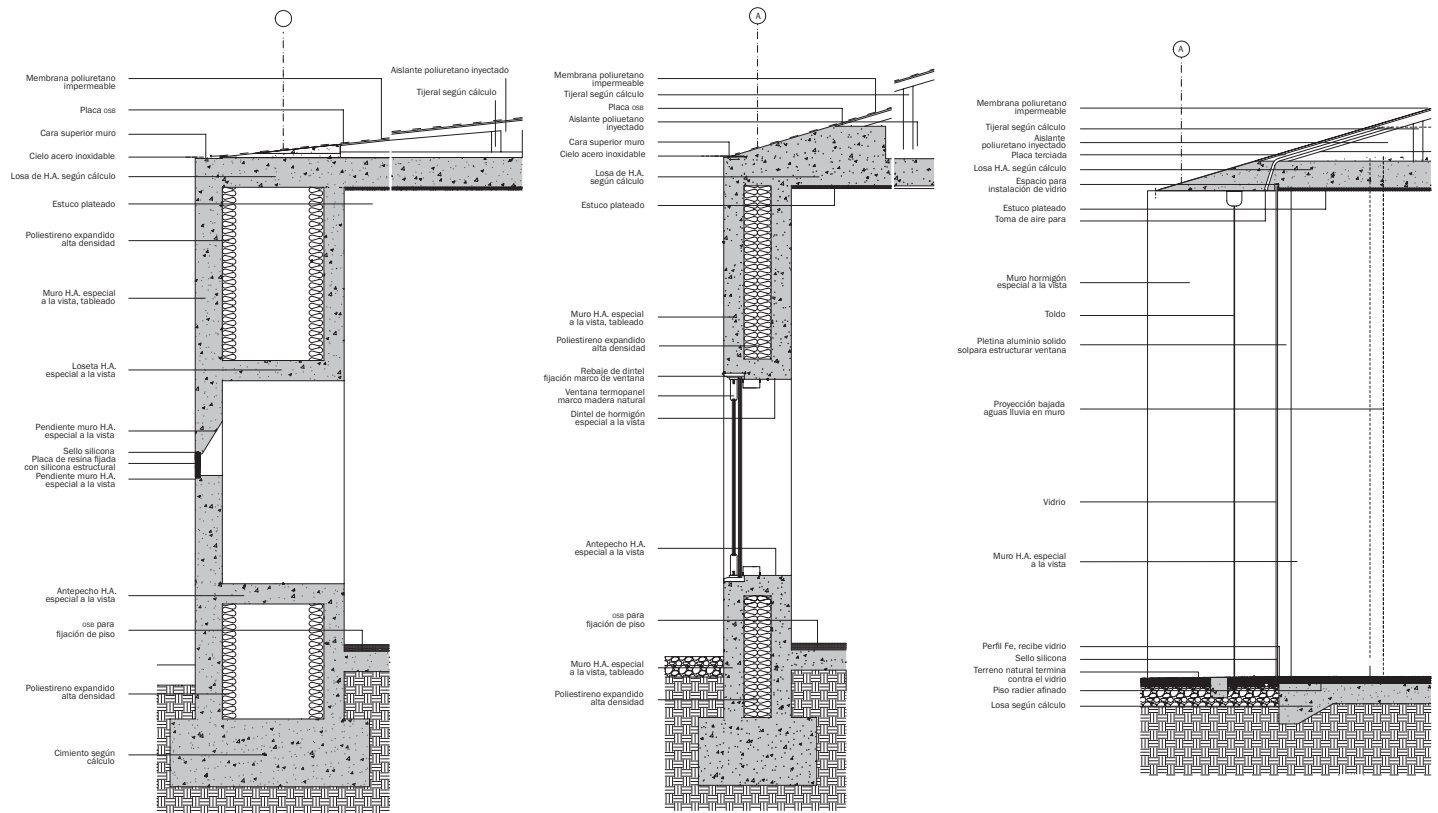 Membrana poliuretano
impermeable
Aislante poliuretano inyectado
Tijeral según cálculo
Placa OSB
Cara superior muro
Cielo acero inoxidable
Losa de H.A. según cálculo
Estuco plateado
Poliestireno expandido
alta densidad
Muro H.A. especial
a la vista, tableado
Loseta H.A.
especial a la vista
Pendiente muro H.A.
especial a la vista
Sello silicona
Placa de resina fijada
con silicona estructural
Pendiente muro H.A.
especial a la vista
Antepecho H.A.
especial a la vista
OSB para
fijación de piso
Poliestireno expandido
alta densidad
Cimiento según
cálculo
A
Membrana poliuretano
impermeable
Tijeral según cálculo
Placa OSB
Aislante poliuetano
inyectado
Cara superior muro
Cielo acero inoxidable
Losa de H.A.
según cálculo
Estuco plateado
Muro H.A. especial
a la vista, tableado
Poliestireno expandido
alta densidad
Rebaje de dintel
fijación marco de ventana
Ventana termopanel
marco madera natural
Dintel de hormigón
especial a la vista
Antepecho H.A.
especial a la vista
OSB para
fijación de piso
Muro H.A. especial
a la vista, tableado
Poliestireno expandido
alta densidad
A
Membrana poliuretano
impermeable
Tijeral según cálculo
Aislante
poliuretano inyectado
Placa terciada
Losa H.A. según cálculo
Espacio para
instalación de vidrio
Estuco plateado
Toma de aire para
Muro hormigón
especial a la vista
Toldo
Pletina aluminio solido
solpara estructurar ventana
Proyección bajada
aguas lluvia en muro
Vidrio
Muro H.A. especial
a la vista
Perfil Fe, recibe vidrio
Sello silicona
Terreno natural termina
contra el vidrio
Piso radier afinado
Losa según cálculo